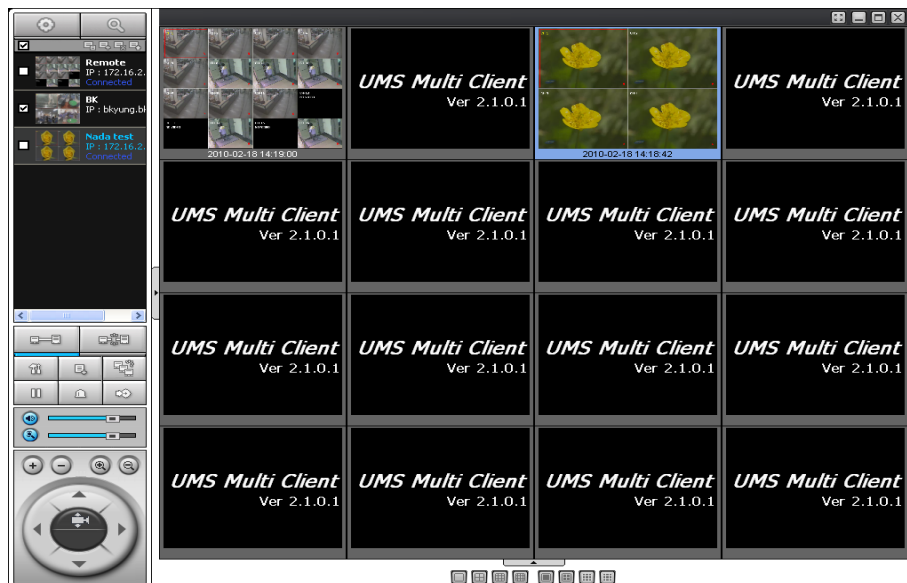 Remote
IP : 172.16.2.
Connected
BK
IP : bkyung.bl
Nada test
IP : 172.16.2.
Connected
2010-02-18 14:19:00
UMS Multi Client
Ver 2.1.0.1
2010-02-18 14:18:42
UMS Multi Client
Ver 2.1.0.1
UMS Multi Client
Ver 2.1.0.1
UMS Multi Client
Ver 2.1.0.1
UMS Multi Client
Ver 2.1.0.1
UMS Multi Client
Ver 2.1.0.1
UMS Multi Client
Ver 2.1.0.1
UMS Multi Client
Ver 2.1.0.1
UMS Multi Client
Ver 2.1.0.1
UMS Multi Client
Ver 2.1.0.1
UMS Multi Client
Ver 2.1.0.1
UMS Multi Client
Ver 2.1.0.1
UMS Multi Client
Ver 2.1.0.1
UMS Multi Client
Ver 2.1.0.1